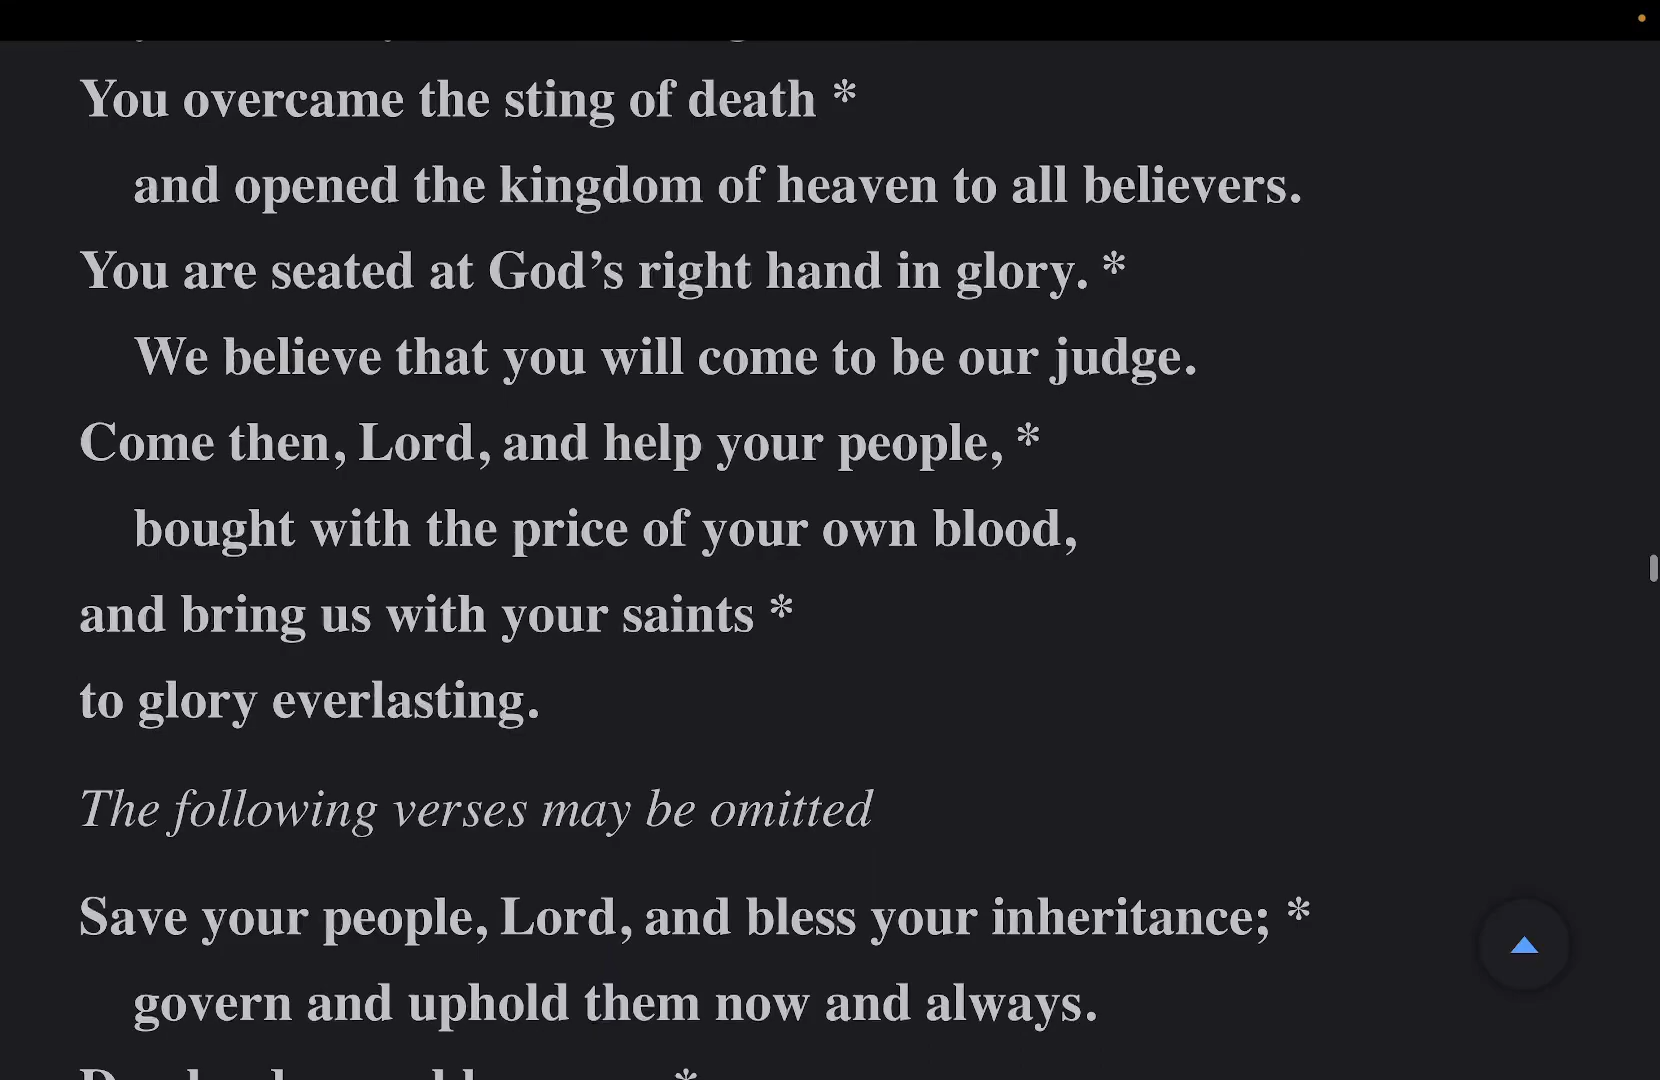 You overcame the sting of death *
and opened the kingdom of heaven to all believers.
You are seated at God’s right hand in glory. *
We believe that you will come to be our judge.
Come then, Lord, and help your people, *
bought with the price of your own blood,
and bring us with your saints *
to glory everlasting.
The following verses may be omitted
Save your people, Lord, and bless your inheritance; *
govern and uphold them now and always.